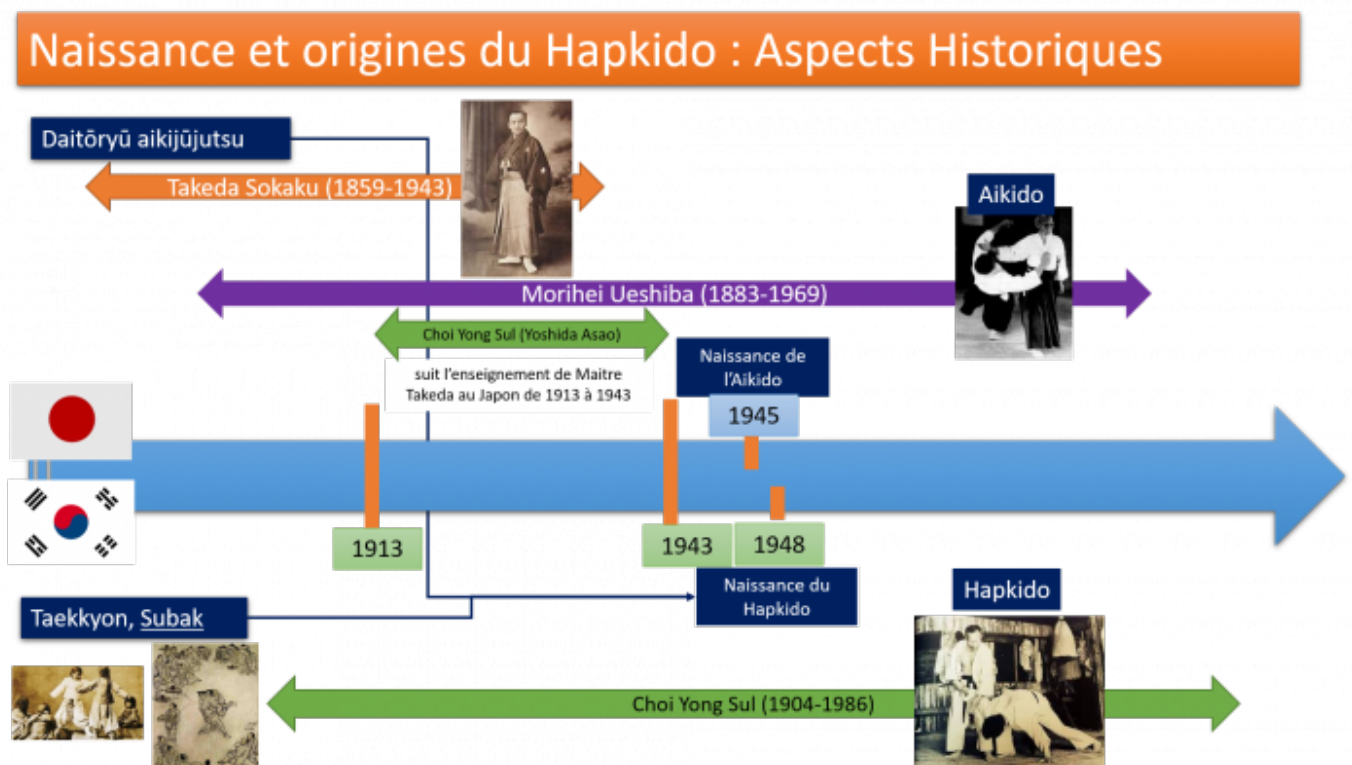 Naissance et origines du Hapkido : Aspects Historiques
Daitōryū aikijūjutsu
Takeda Sokaku (1859-1943)
Aikido
Morihei Ueshiba (1883-1969)
Choi Yong Sul (Yoshida Asao)
suit l'enseignement de Maitre
Takeda au Japon de 1913 à 1943
Naissance de
l'Aïkido
1945
1913
1943
1948
Naissance du
Hapkido
Hapkido
Taekkyon, Subak
Choi Yong Sul (1904-1986)